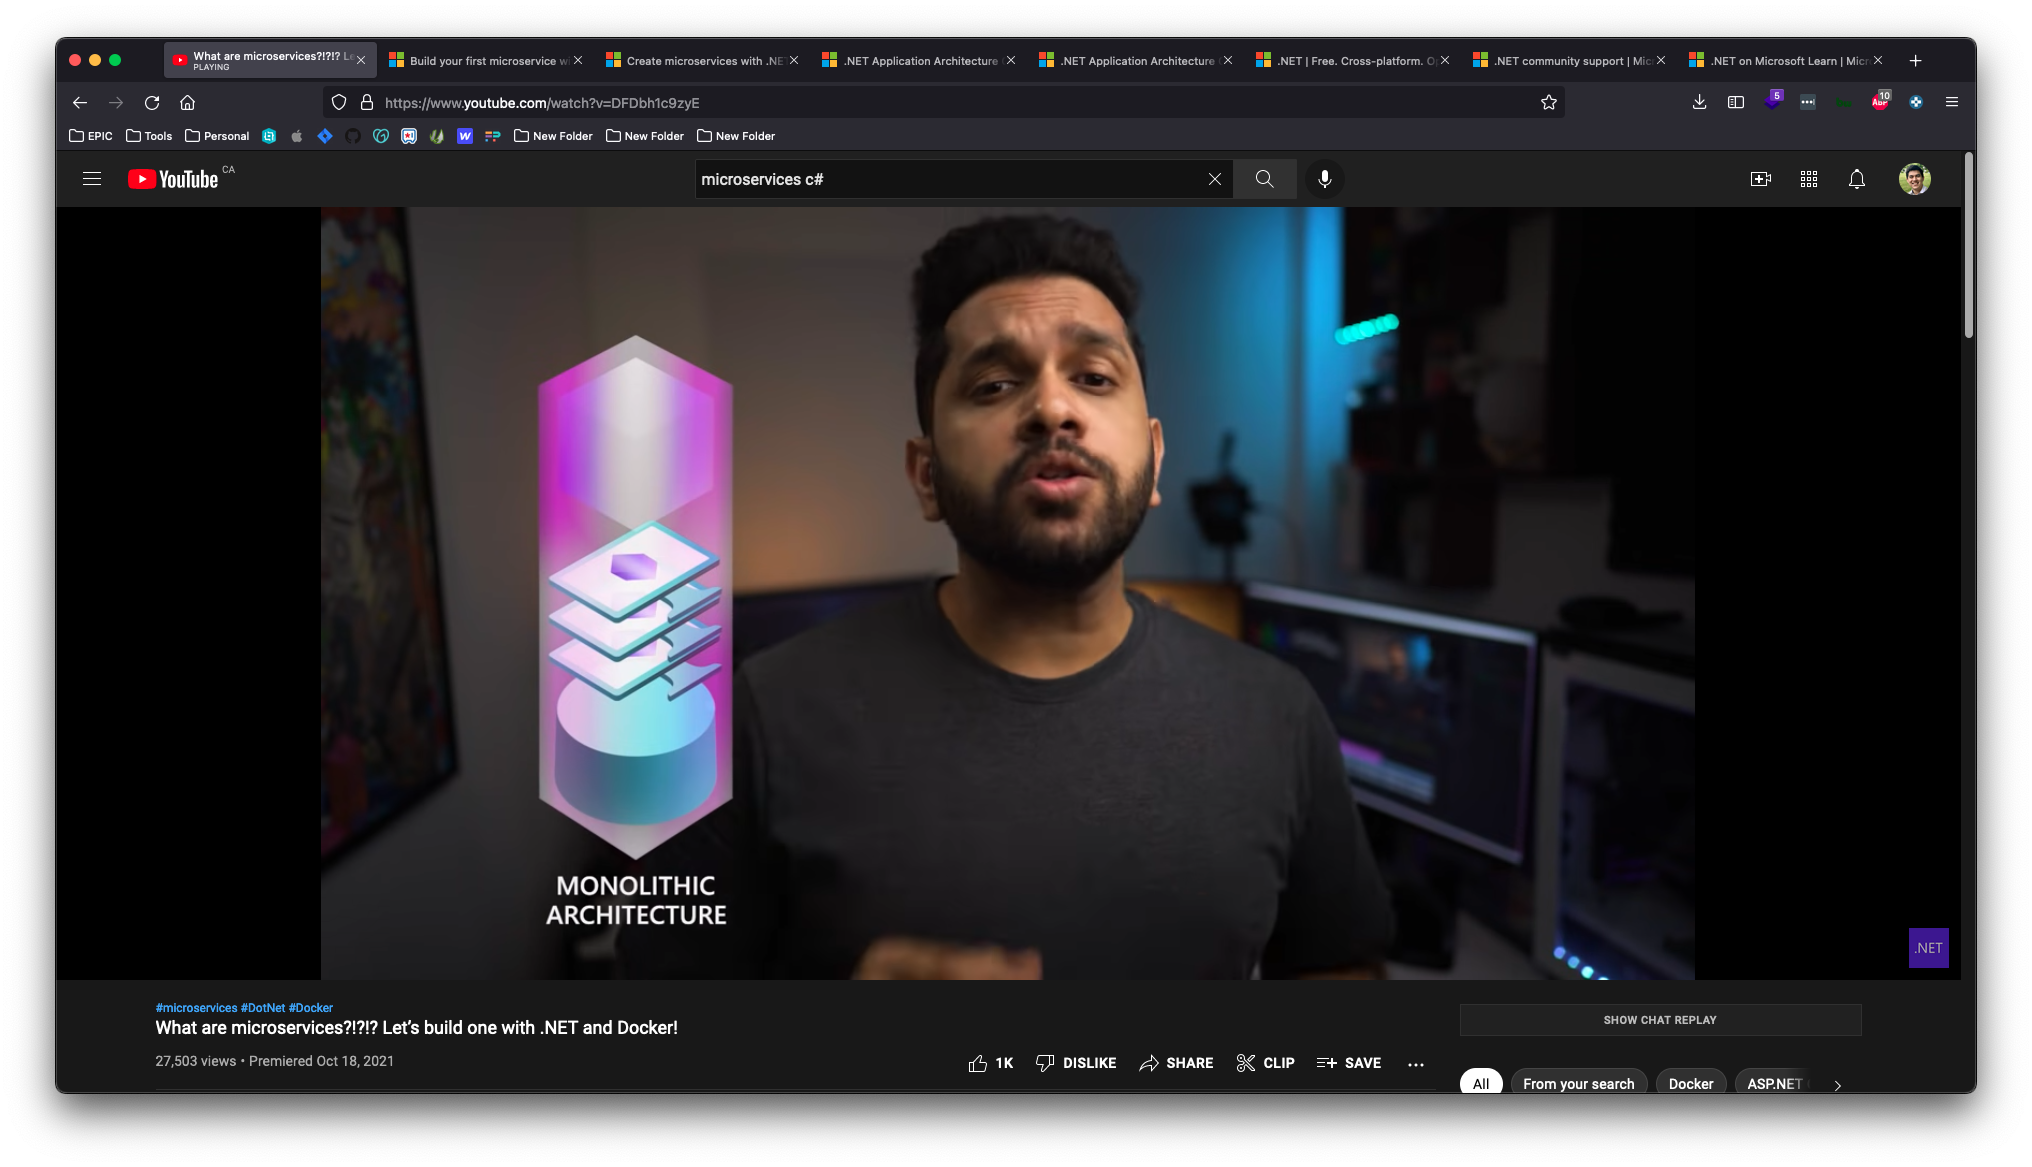 What are microservices?!?!? Le
PLAYING
Build your first microservice wi
Create microservices with .NE
.NET Application Architecture
.NET Application Architecture
.NET | Free. Cross-platform. O
.NET community support | Mic
.NET on Microsoft Learn | Micr
https://www.youtube.com/watch?v=DFDbh1c9zyE
5
ABP
10
EPIC
Tools
Personal
W
New Folder
New Folder
New Folder
YouTube CA
microservices c#
MONOLITHIC
ARCHITECTURE
.NET
#microservices #DotNet #Docker
What are microservices?!?!? Let's build one with .NET and Docker!
27,503 views • Premiered Oct 18, 2021
1K
DISLIKE
SHARE
CLIP
SAVE
SHOW CHAT REPLAY
All
From your search
Docker
ASP.NET